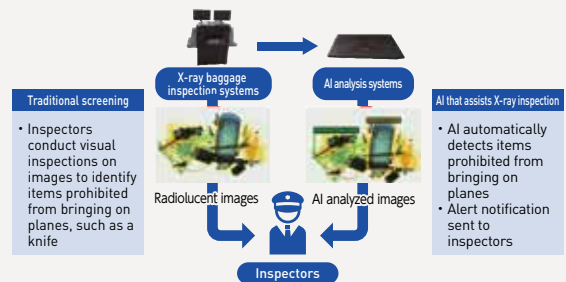 X-ray baggage
inspection systems
AI analysis systems
Traditional screening
• Inspectors
conduct visual
inspections on
images to identify
items prohibited
from bringing on
planes, such as a
knife
Radiolucent images
AI analyzed images
AI that assists X-ray inspection
• AI automatically
detects items
prohibited from
bringing on
planes
• Alert notification
sent to
inspectors
Inspectors